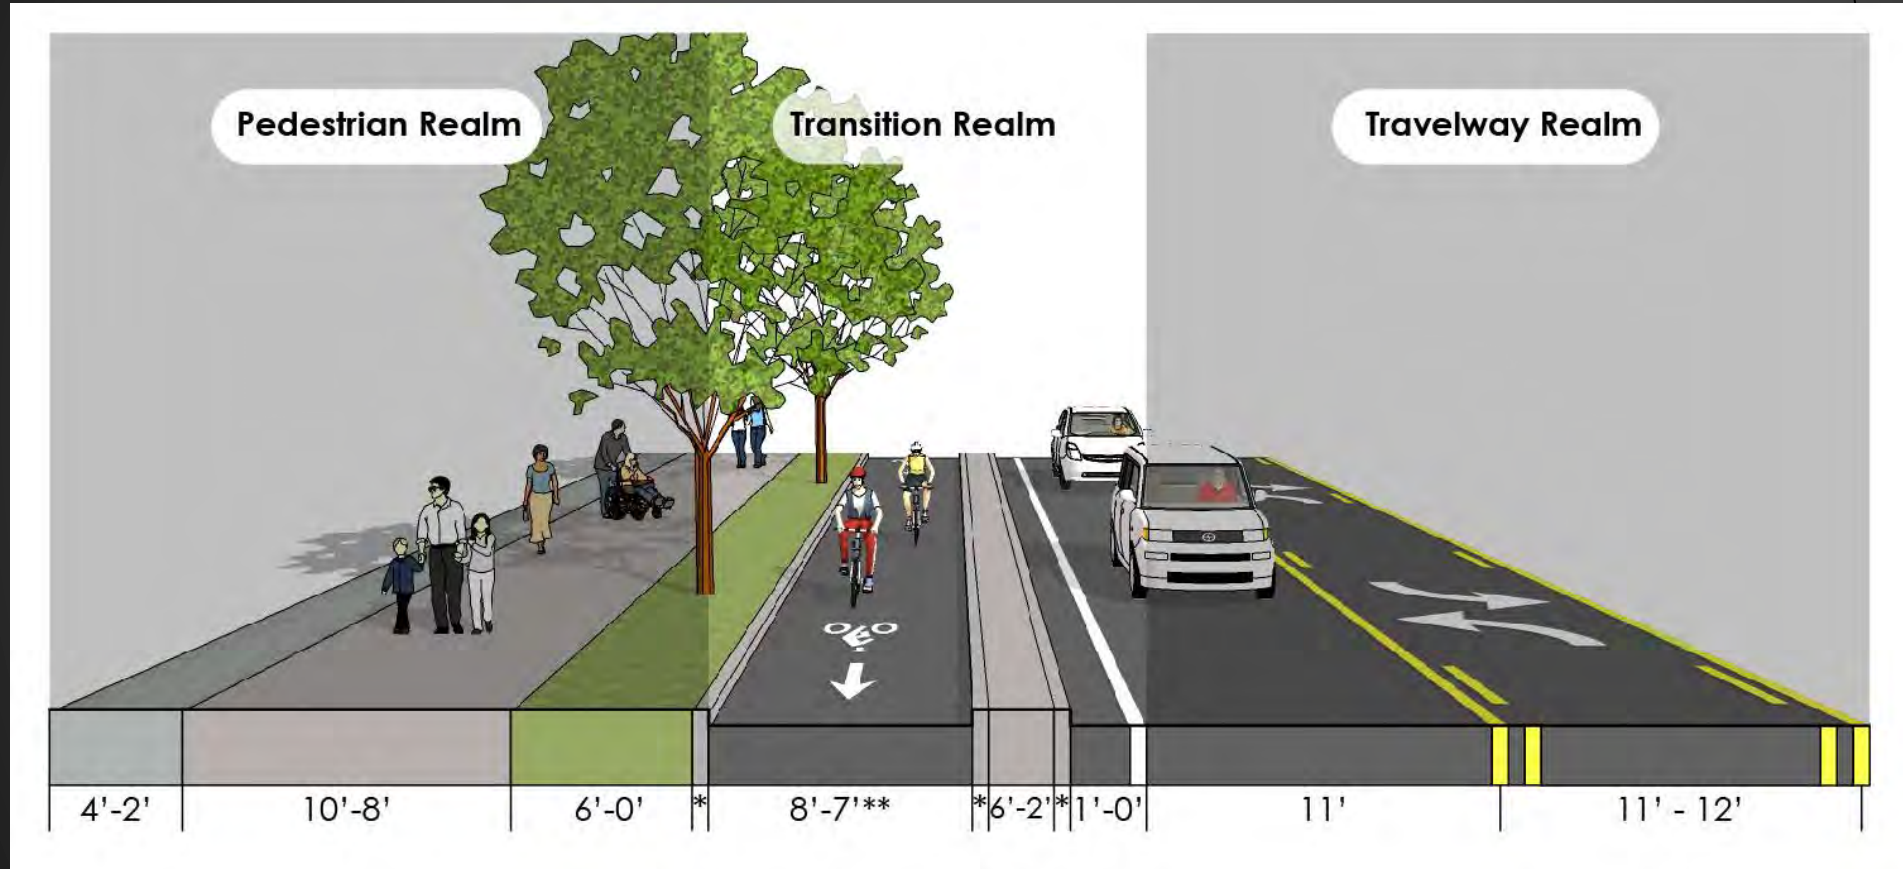 Pedestrian Realm
Transition Realm
Travelway Realm
4'-2' 10'-8' 6'-0' * 8'-7'** *6'-2'* 1'-0' 11' 11' - 12'